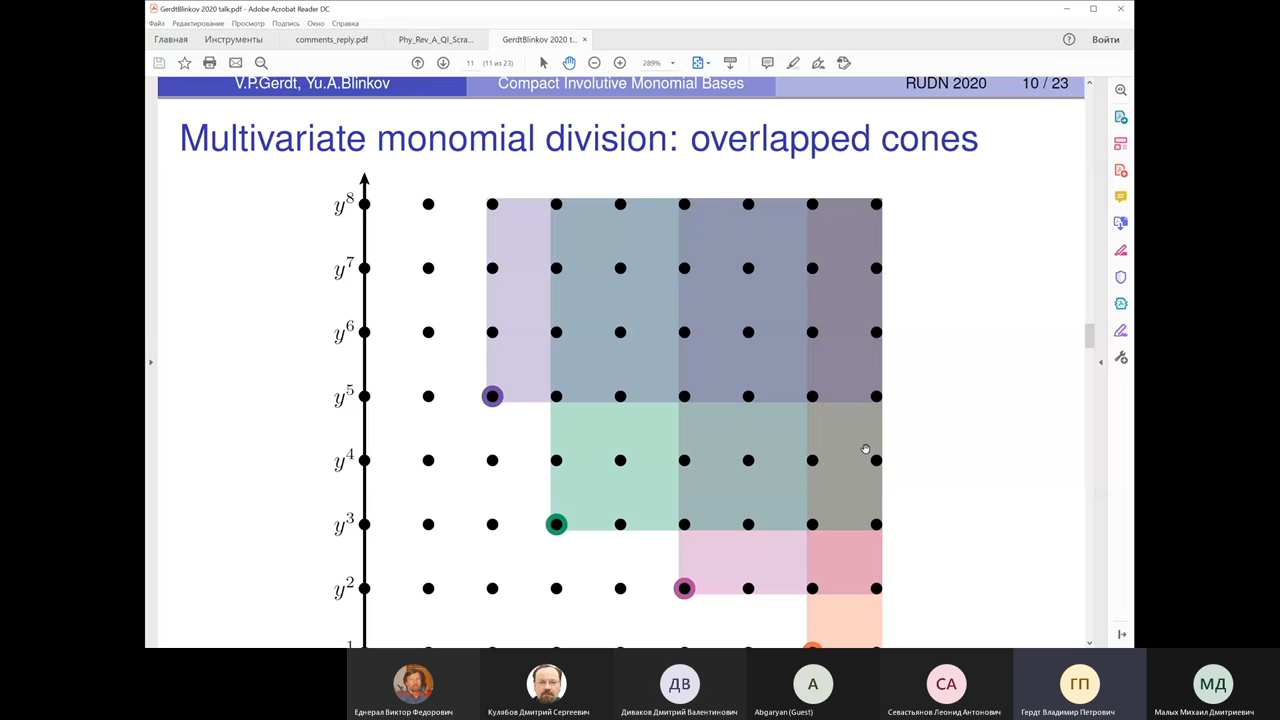 GerdtBlinkov 2020 talk.pdf - Adobe Acrobat Reader DC
Файл Редактирование Просмотр Подпись Окно Справка
Главная Инструменты comments_reply.pdf Phy_Rev_A_QI_Scra... GerdtBlinkov 2020 t... × Войти
11 (11 из 23) 289%
V.P.Gerdt, Yu.A.Blinkov Compact Involutive Monomial Bases RUDN 2020 10 / 23
Multivariate monomial division: overlapped cones
y⁸
y⁷
y⁶
y⁵
y⁴
y³
y²
1
ДВ А СА ГП МД
Еднерал Виктор Федорович Кулябов Дмитрий Сергеевич Диваков Дмитрий Валентинович Abgaryan (Guest) Севастьянов Леонид Антонович Гердт Владимир Петрович Малых Михаил Дмитриевич